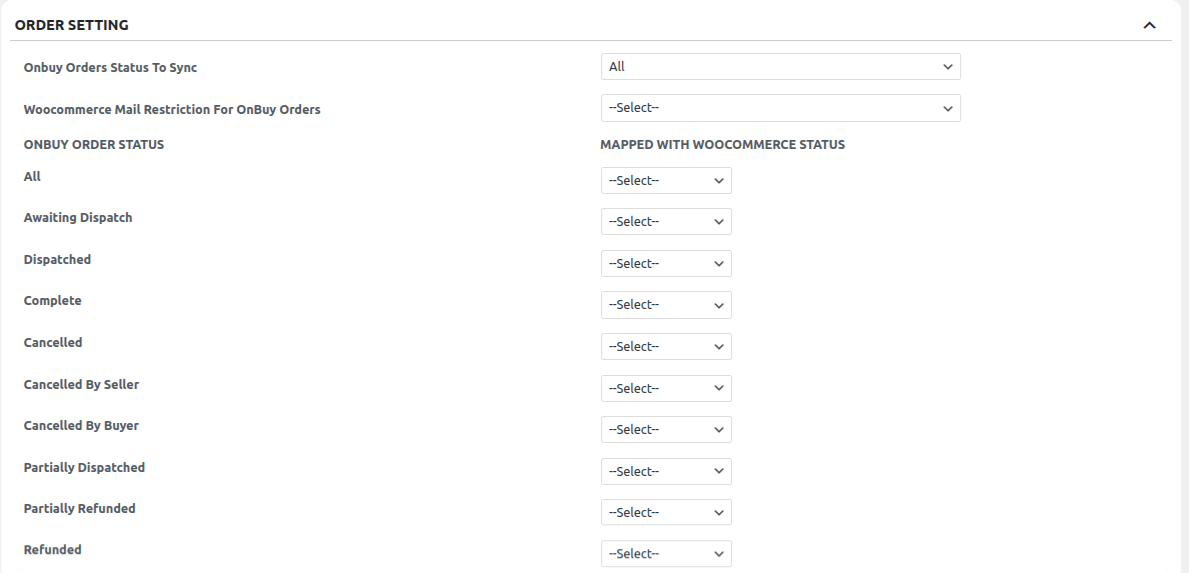 ORDER SETTING
Onbuy Orders Status To Sync All
Woocommerce Mail Restriction For OnBuy Orders --Select--
ONBUY ORDER STATUS MAPPED WITH WOOCOMMERCE STATUS
All --Select--
Awaiting Dispatch --Select--
Dispatched --Select--
Complete --Select--
Cancelled --Select--
Cancelled By Seller --Select--
Cancelled By Buyer --Select--
Partially Dispatched --Select--
Partially Refunded --Select--
Refunded --Select--